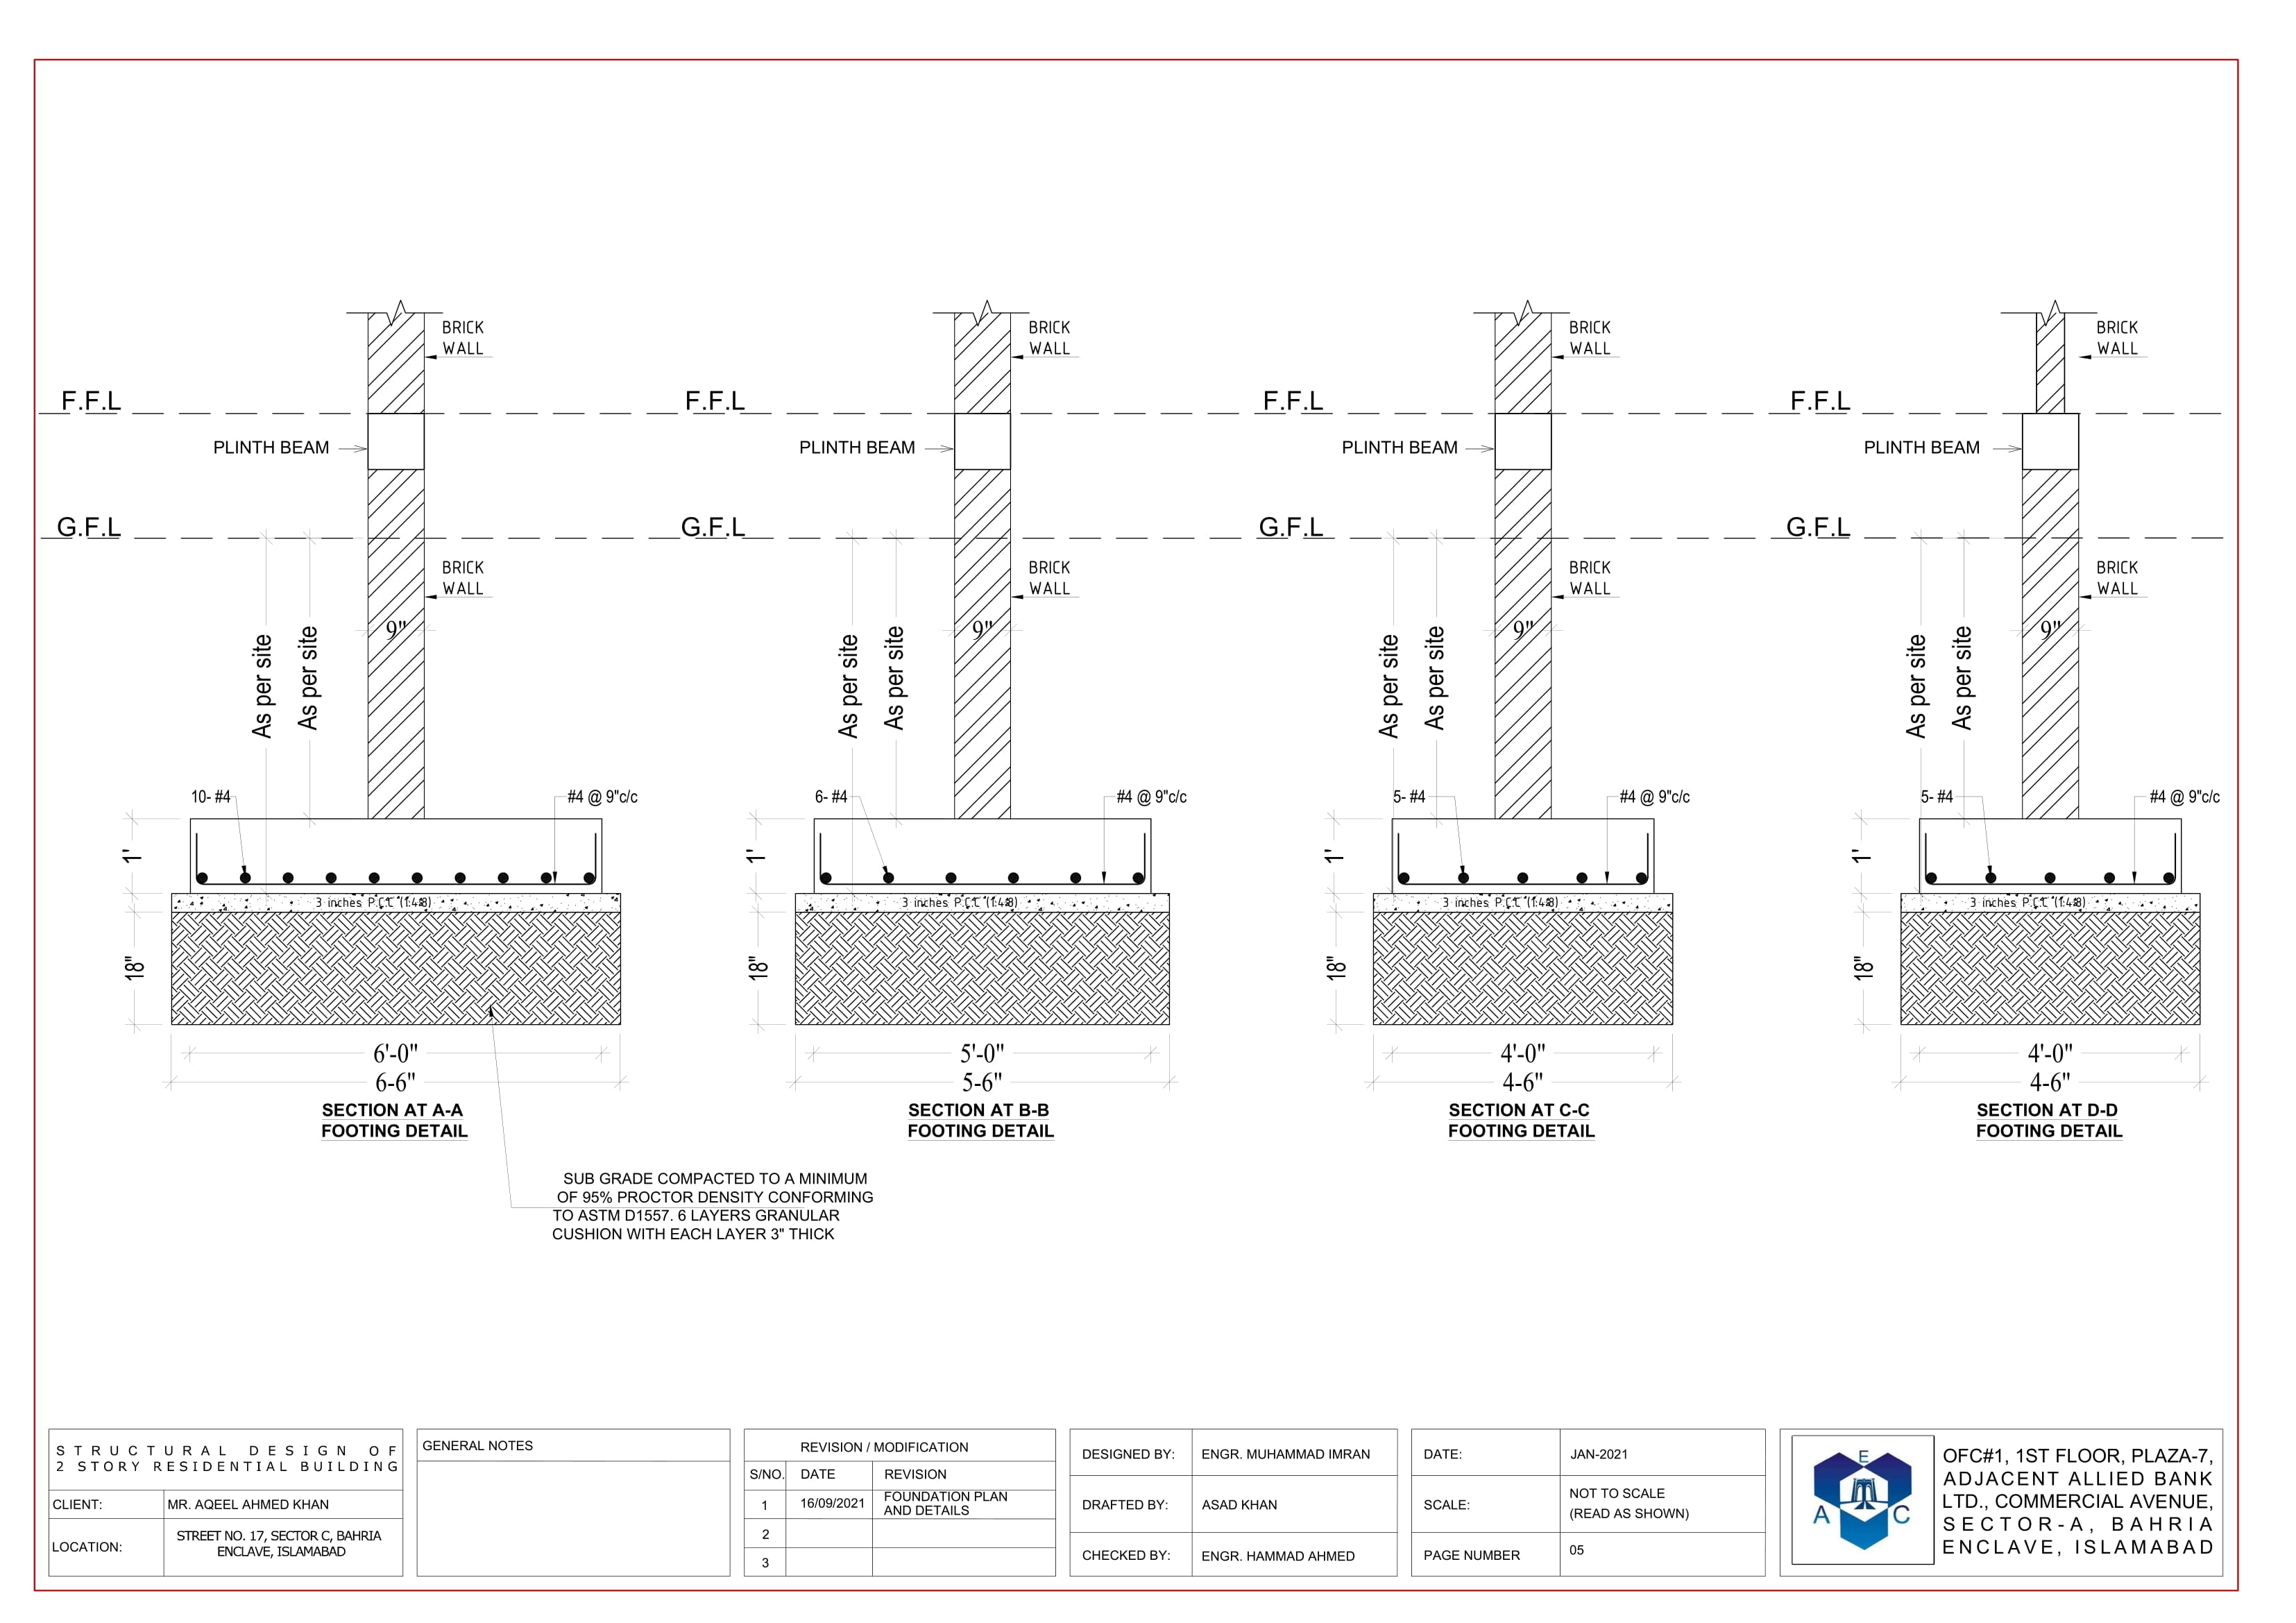 BRICK
WALL
BRICK
WALL
BRICK
WALL
BRICK
WALL
F.F.L
F.F.L
F.F.L
F.F.L
PLINTH BEAM
PLINTH BEAM
PLINTH BEAM
PLINTH BEAM
G.F.L
G.F.L
G.F.L
G.F.L
BRICK
WALL
BRICK
WALL
BRICK
WALL
BRICK
WALL
9"
9"
9"
9"
As per site
As per site
As per site
As per site
As per site
As per site
As per site
As per site
10- #4
#4 @ 9"c/c
6- #4
#4 @ 9"c/c
5- #4
#4 @ 9"c/c
5- #4
#4 @ 9"c/c
1'
1'
1'
1'
3 inches P.C.C (1:4:8)
3 inches P.C.C (1:4:8)
3 inches P.C.C (1:4:8)
3 inches P.C.C (1:4:8)
18"
18"
18"
18"
6'-0"
5'-0"
4'-0"
4'-0"
6-6"
5-6"
4-6"
4-6"
SECTION AT A-A
FOOTING DETAIL
SECTION AT B-B
FOOTING DETAIL
SECTION AT C-C
FOOTING DETAIL
SECTION AT D-D
FOOTING DETAIL
SUB GRADE COMPACTED TO A MINIMUM
OF 95% PROCTOR DENSITY CONFORMING
TO ASTM D1557. 6 LAYERS GRANULAR
CUSHION WITH EACH LAYER 3" THICK
STRUCTURAL DESIGN OF
2 STORY RESIDENTIAL BUILDING
CLIENT: MR. AQEEL AHMED KHAN
LOCATION: STREET NO. 17, SECTOR C, BAHRIA
ENCLAVE, ISLAMABAD
GENERAL NOTES
REVISION / MODIFICATION
S/NO. DATE REVISION
1 16/09/2021 FOUNDATION PLAN
AND DETAILS
2
3
DESIGNED BY: ENGR. MUHAMMAD IMRAN
DRAFTED BY: ASAD KHAN
CHECKED BY: ENGR. HAMMAD AHMED
DATE: JAN-2021
SCALE: NOT TO SCALE
(READ AS SHOWN)
PAGE NUMBER 05
E
A C
OFC#1, 1ST FLOOR, PLAZA-7,
ADJACENT ALLIED BANK
LTD., COMMERCIAL AVENUE,
SECTOR-A, BAHRIA
ENCLAVE, ISLAMABAD